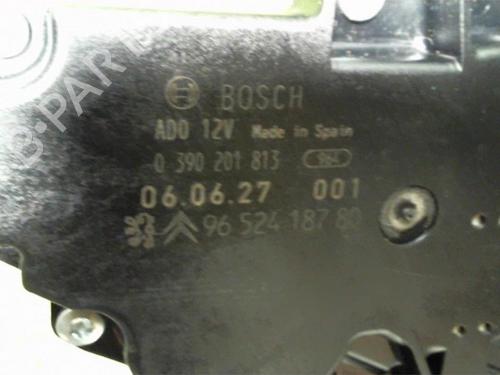 BOSCH
ADO 12V Made in Spain
0 390 201 813
06.06.27 001
96 524 187 80
B-PARTS